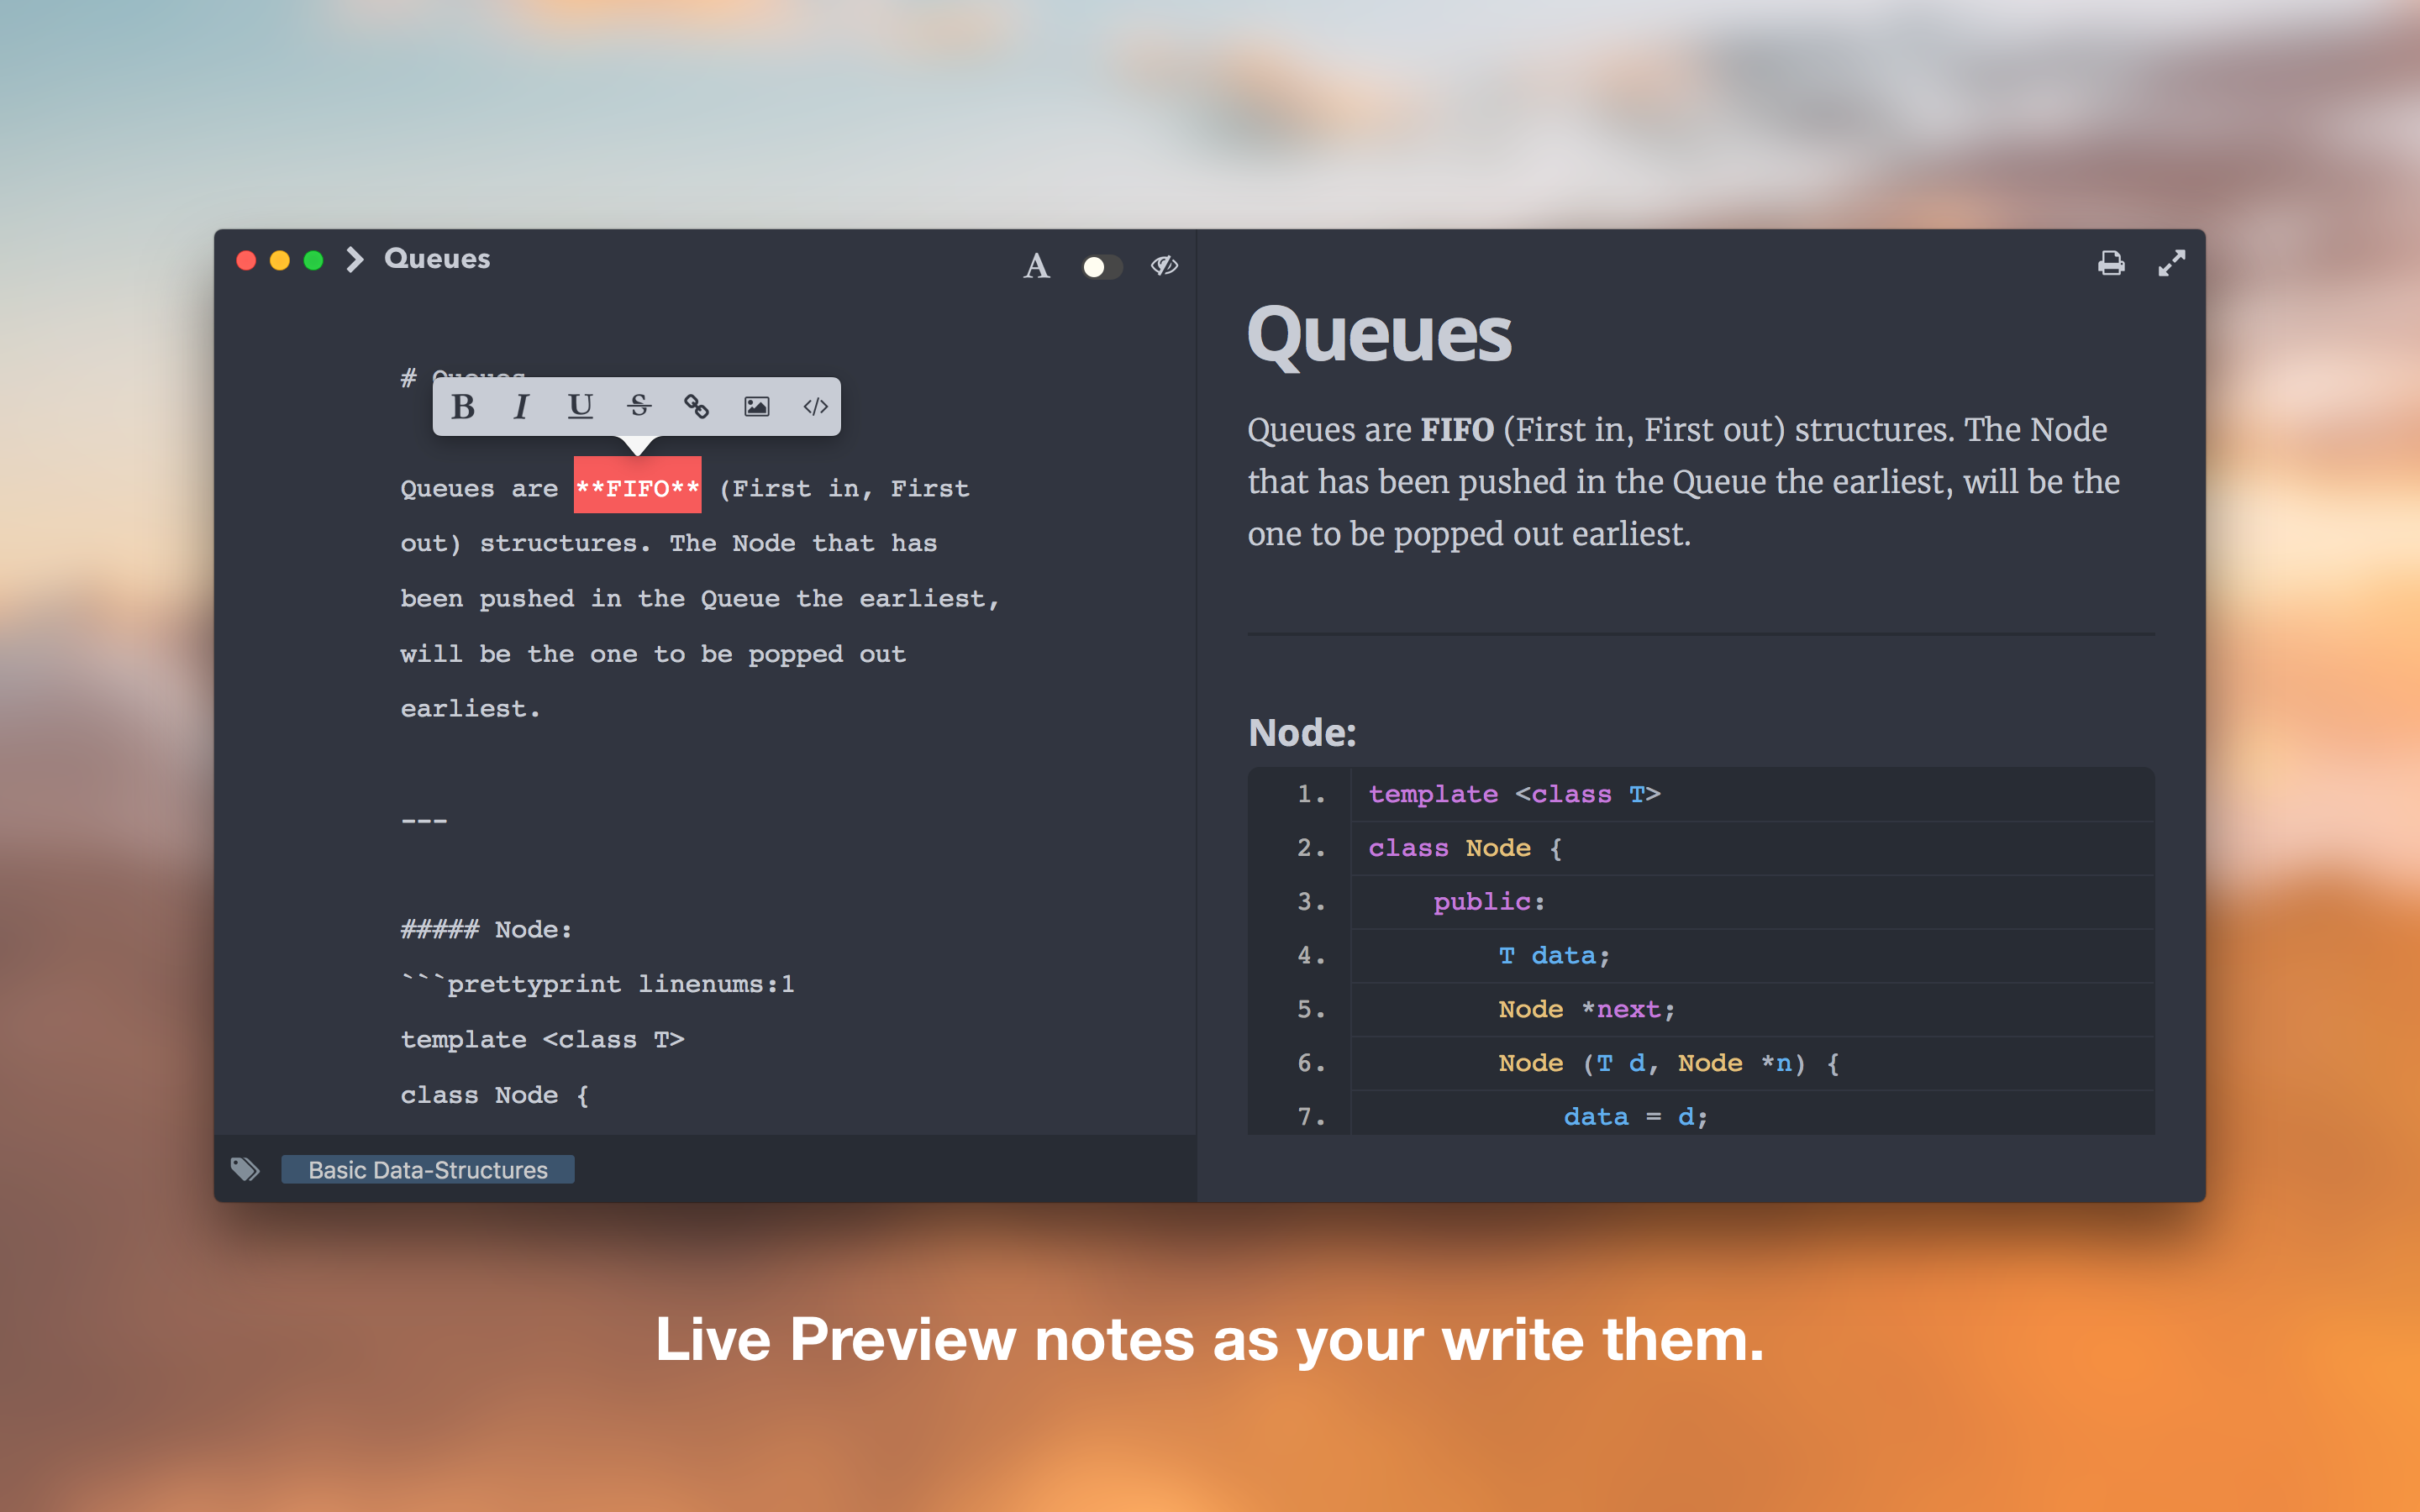 Queues
A
# Queues
B I U S </>
Queues are **FIFO** (First in, First
out) structures. The Node that has
been pushed in the Queue the earliest,
will be the one to be popped out
earliest.
---
##### Node:
```prettyprint linenums:1
template <class T>
class Node {
Basic Data-Structures
Queues
Queues are FIFO (First in, First out) structures. The Node
that has been pushed in the Queue the earliest, will be the
one to be popped out earliest.
Node:
1. template <class T>
2. class Node {
3. public:
4. T data;
5. Node *next;
6. Node (T d, Node *n) {
7. data = d;
Live Preview notes as your write them.